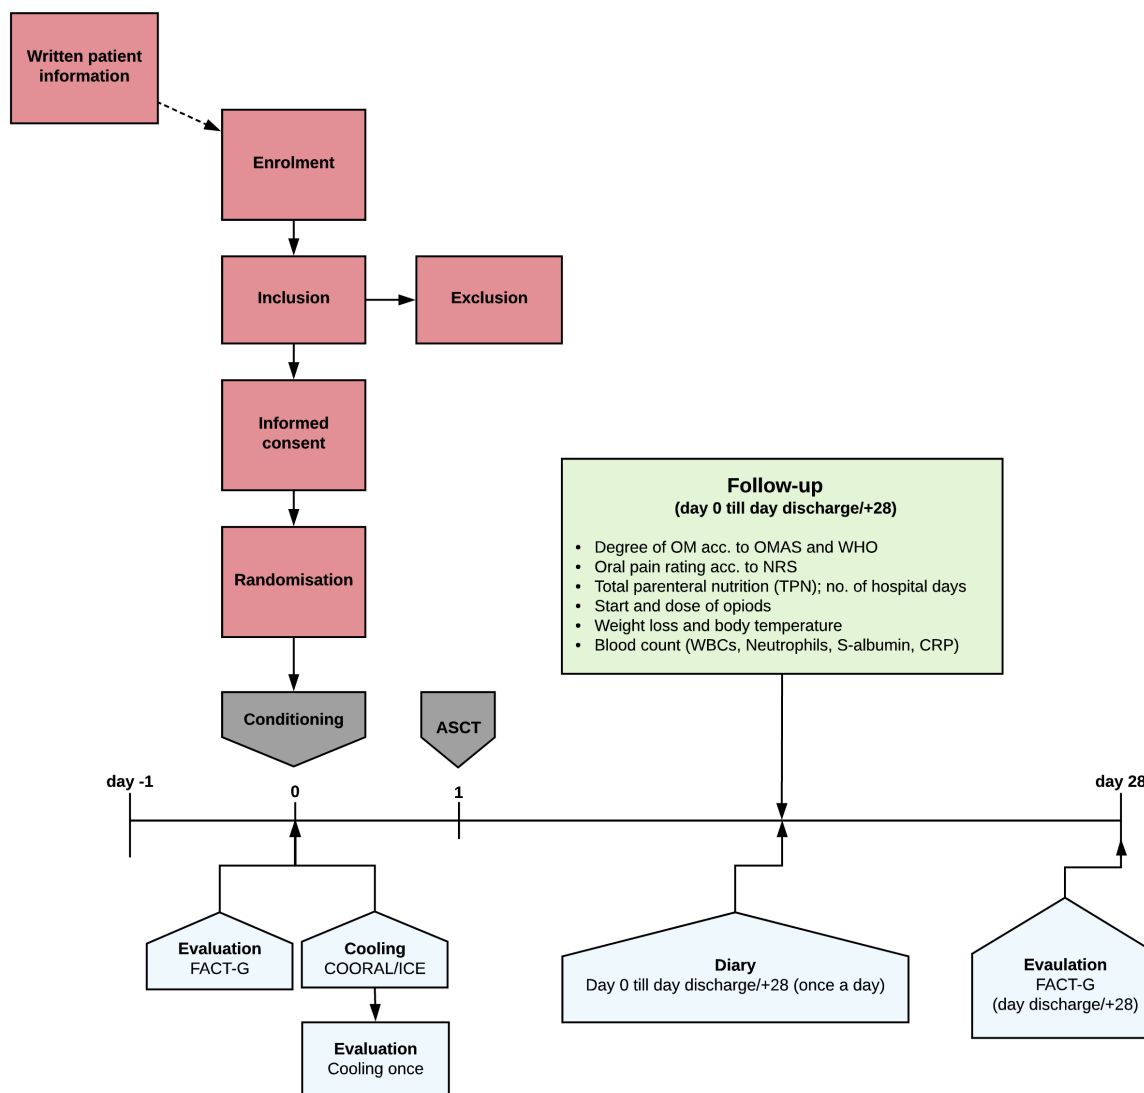 Written patient
information
Enrolment
Inclusion
Exclusion
Informed
consent
Randomisation
Follow-up
(day 0 till day discharge/+28)
• Degree of OM acc. to OMAS and WHO
• Oral pain rating acc. to NRS
• Total parenteral nutrition (TPN); no. of hospital days
• Start and dose of opiods
• Weight loss and body temperature
• Blood count (WBCs, Neutrophils, S-albumin, CRP)
Conditioning
ASCT
day -1
0
1
day 28
Evaluation
FACT-G
Cooling
COORAL/ICE
Evaluation
Cooling once
Diary
Day 0 till day discharge/+28 (once a day)
Evaulation
FACT-G
(day discharge/+28)